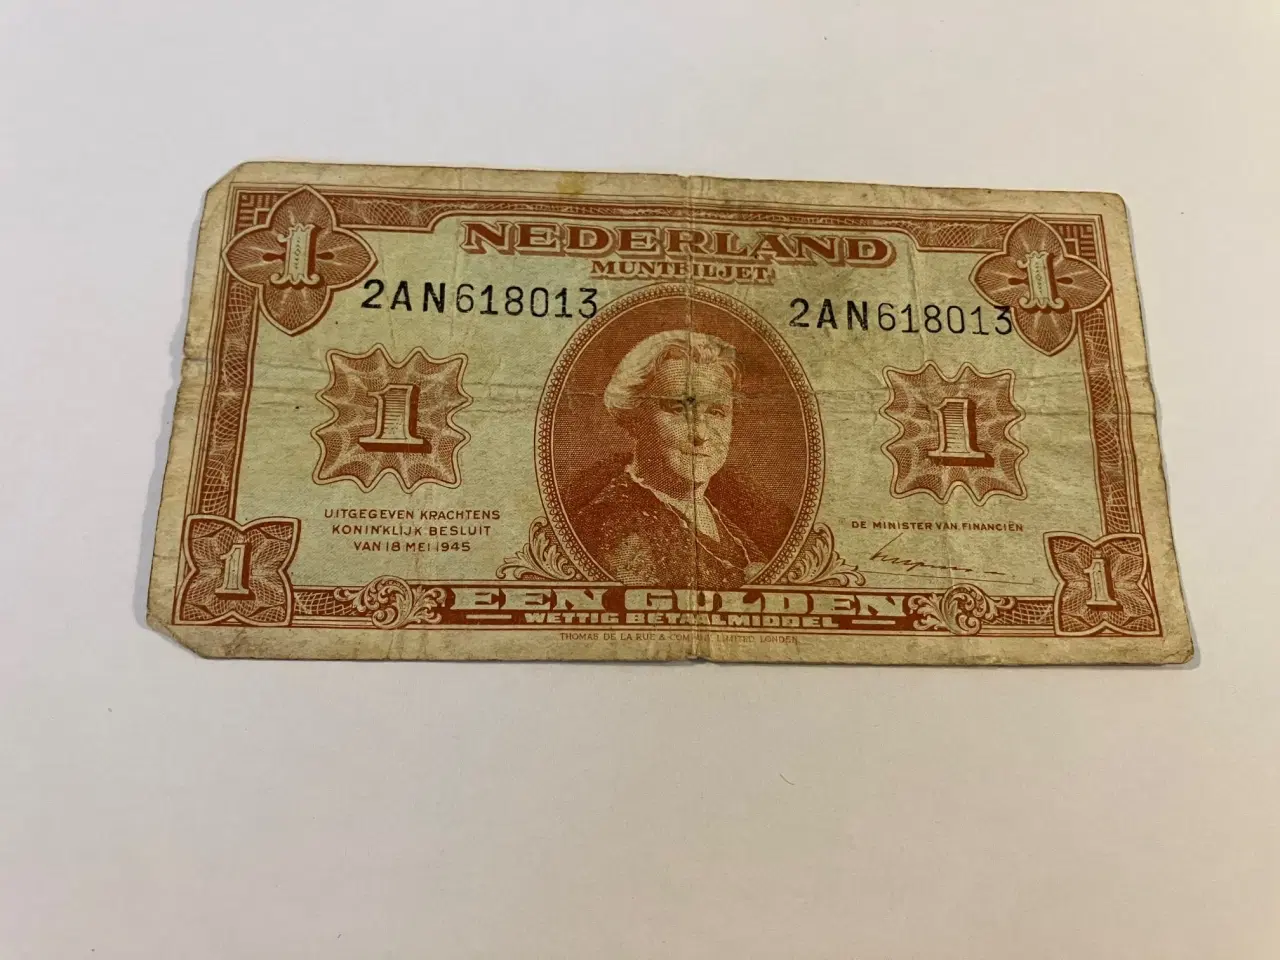 1 NEDERLAND 1
MUNTBILJET
2AN618013 2AN618013
1 1
UITGEGEVEN KRACHTENS
KONINKLIJK BESLUIT
VAN 18 MEI 1945
DE MINISTER VAN FINANCIËN
1 1
EEN GULDEN
WETTIG BETAALMIDDEL
THOMAS DE LA RUE & COMPANY, LIMITED, LONDEN